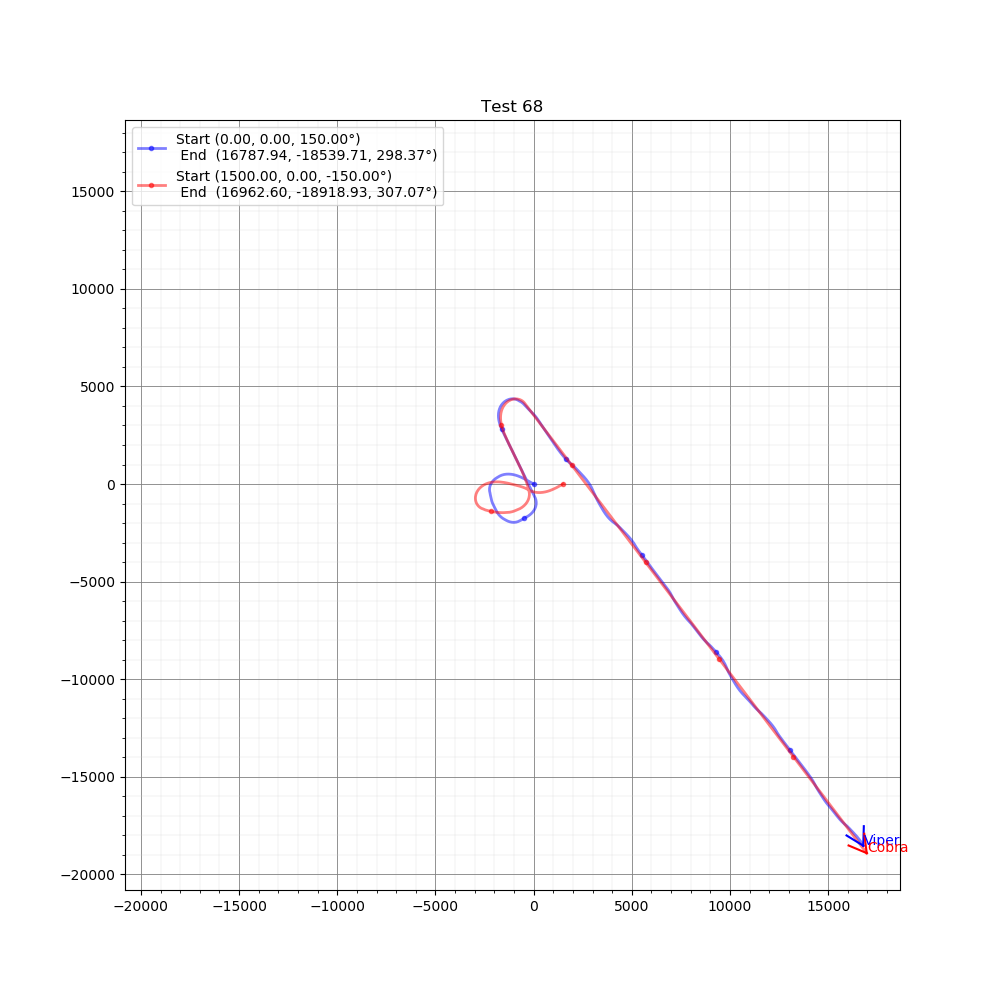 Test 68
Start (0.00, 0.00, 150.00°)
End (16787.94, -18539.71, 298.37°)
Start (1500.00, 0.00, -150.00°)
End (16962.60, -18918.93, 307.07°)
15000
10000
5000
0
−5000
−10000
−15000
−20000
Viper
Cobra
−20000 −15000 −10000 −5000 0 5000 10000 15000